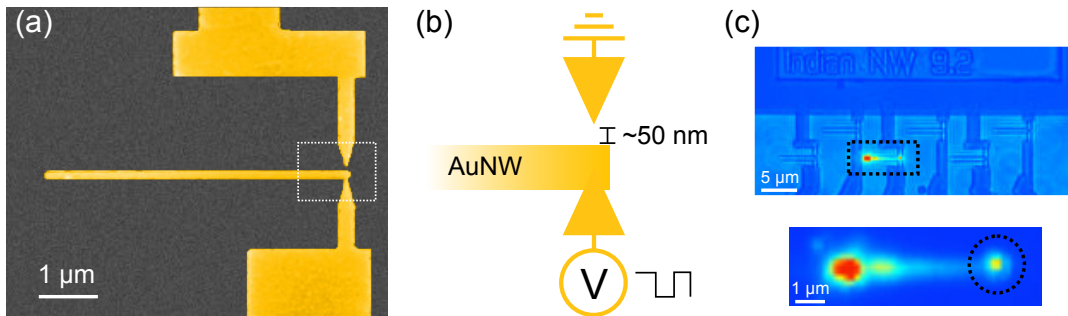 (a)
1 µm
(b)
~50 nm
AuNW
V
(c)
Indian NW 9.2
5 µm
1 µm